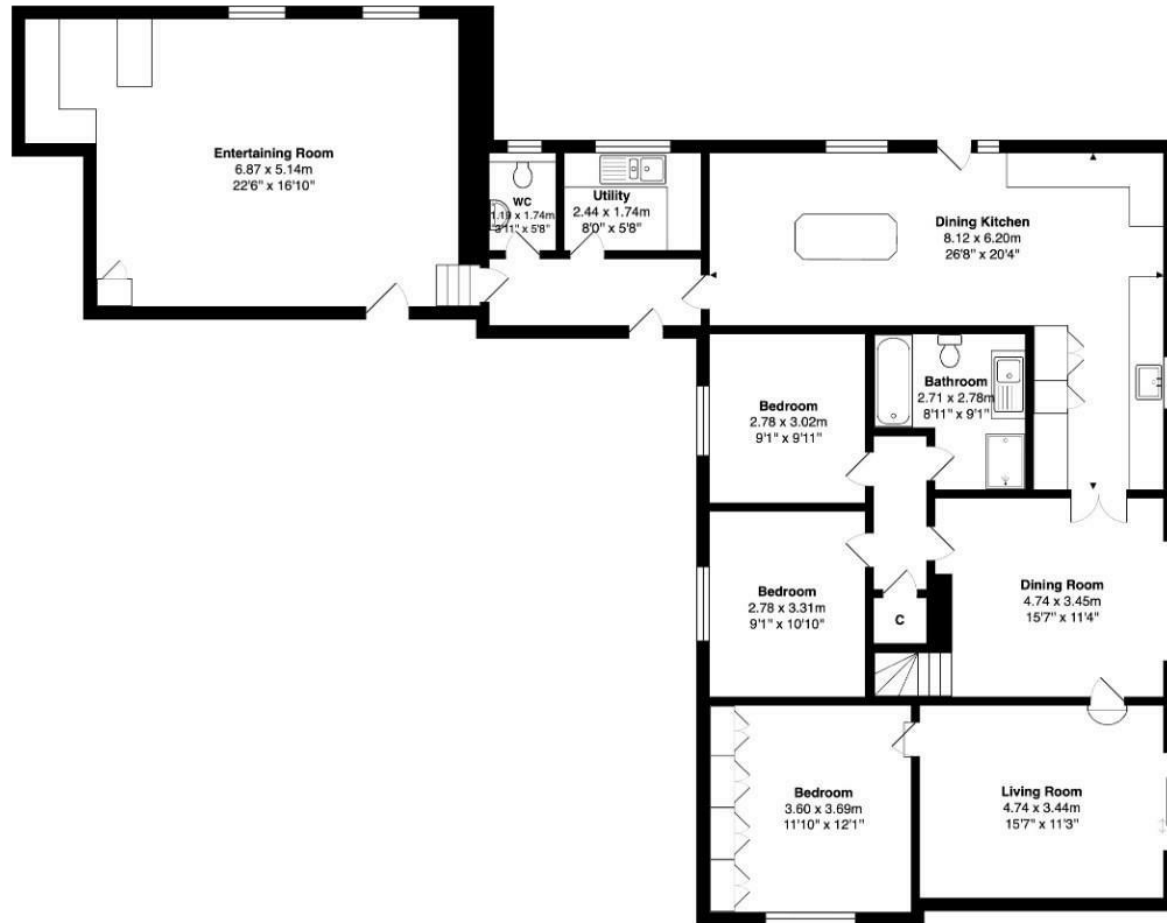 Entertaining Room
6.87 x 5.14m
22'6" x 16'10"
WC
1.19 x 1.74m
3'11" x 5'8"
Utility
2.44 x 1.74m
8'0" x 5'8"
Dining Kitchen
8.12 x 6.20m
26'8" x 20'4"
Bathroom
2.71 x 2.78m
8'11" x 9'1"
Bedroom
2.78 x 3.02m
9'1" x 9'11"
Bedroom
2.78 x 3.31m
9'1" x 10'10"
C
Dining Room
4.74 x 3.45m
15'7" x 11'4"
Bedroom
3.60 x 3.69m
11'10" x 12'1"
Living Room
4.74 x 3.44m
15'7" x 11'3"